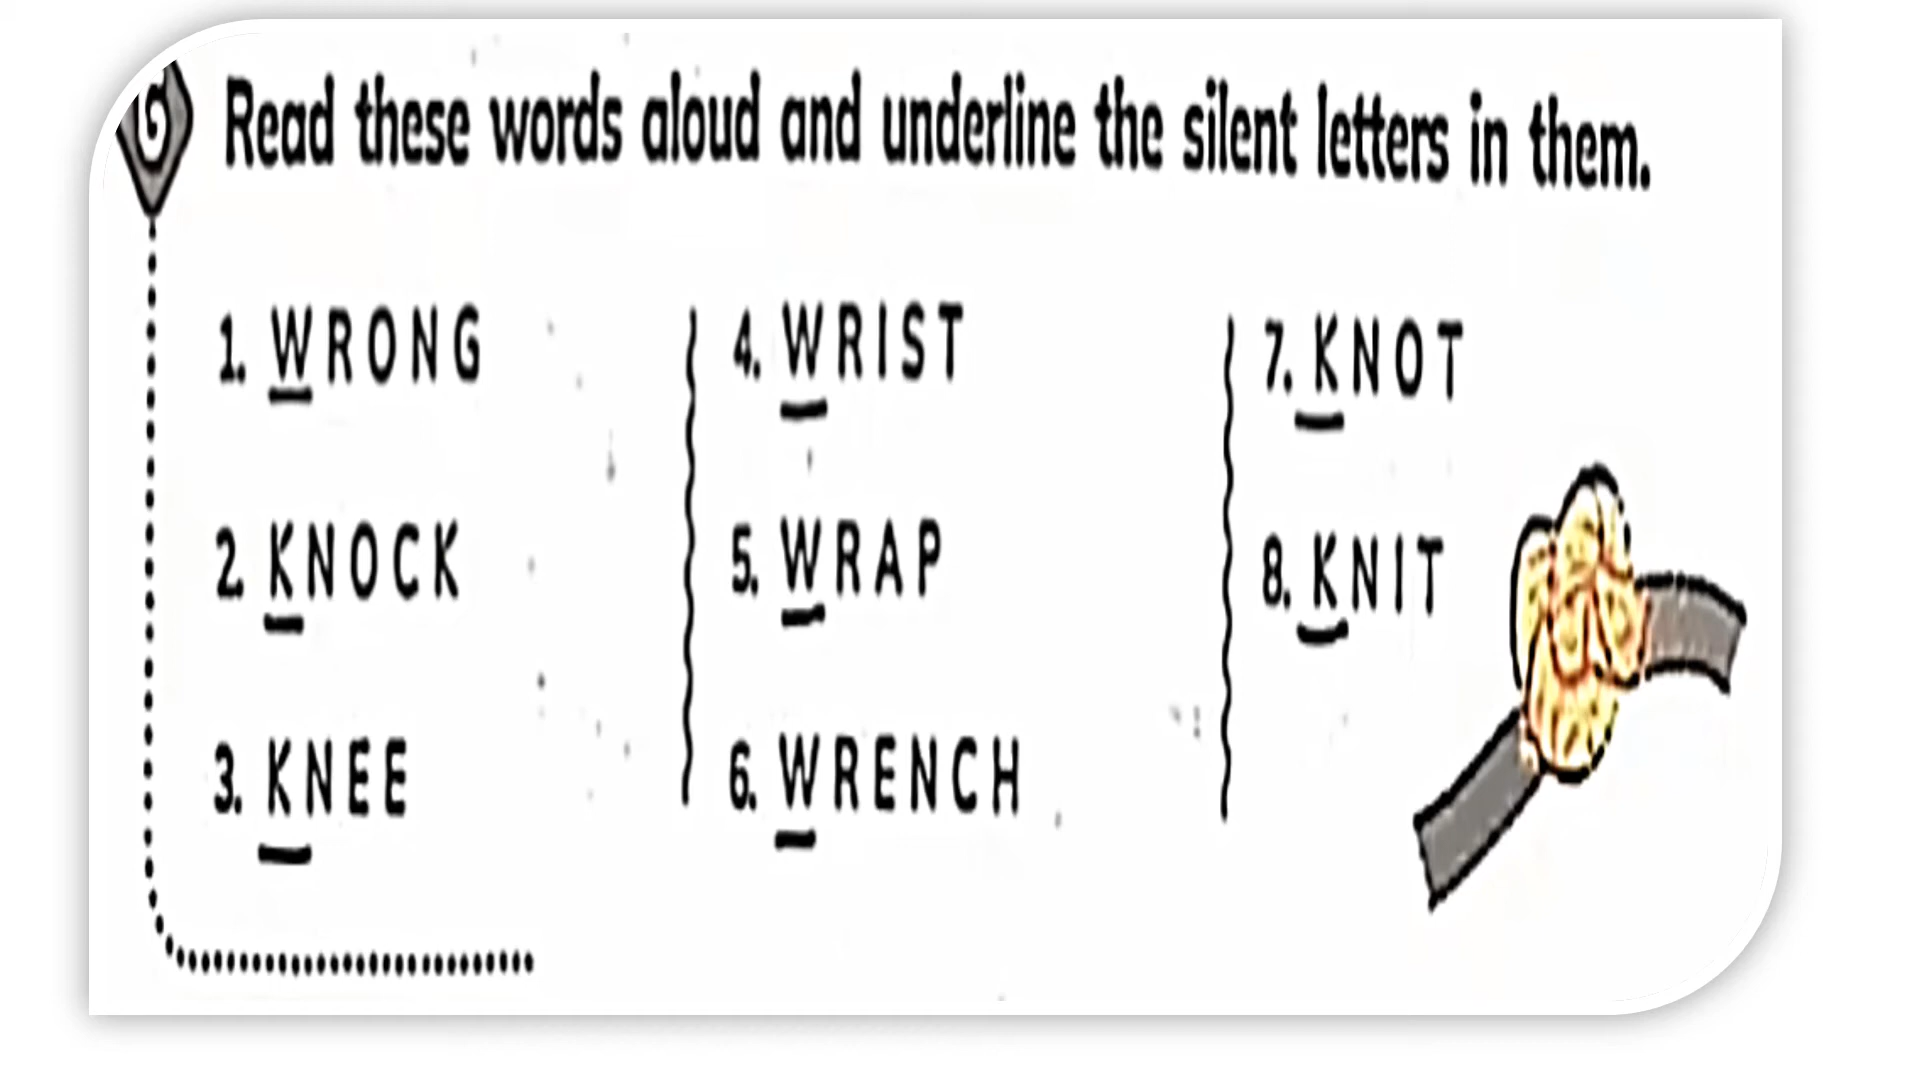 G Read these words aloud and underline the silent letters in them.
1. WRONG
2. KNOCK
3. KNEE
4. WRIST
5. WRAP
6. WRENCH
7. KNOT
8. KNIT